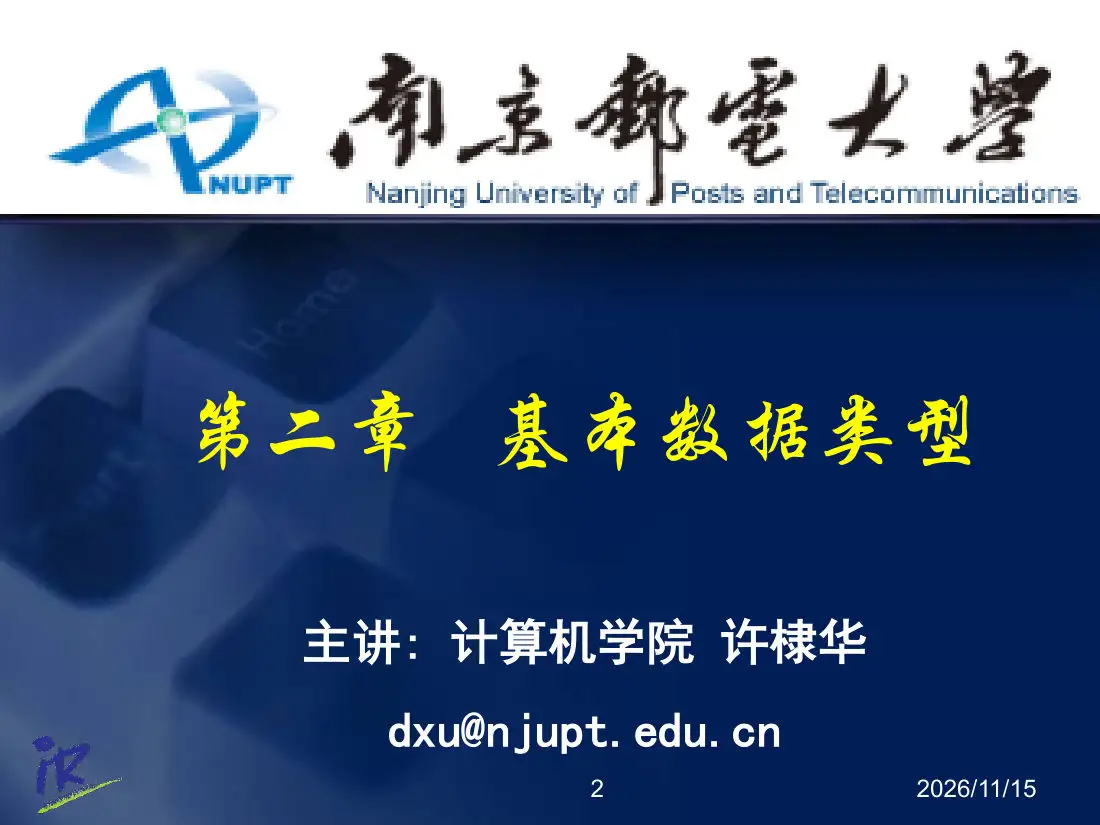 南京郵電大學
NUPT
Nanjing University of Posts and Telecommunications
Home
第二章 基本数据类型
主讲: 计算机学院 许棣华
dxu@njupt.edu.cn
iR
2
2026/11/15